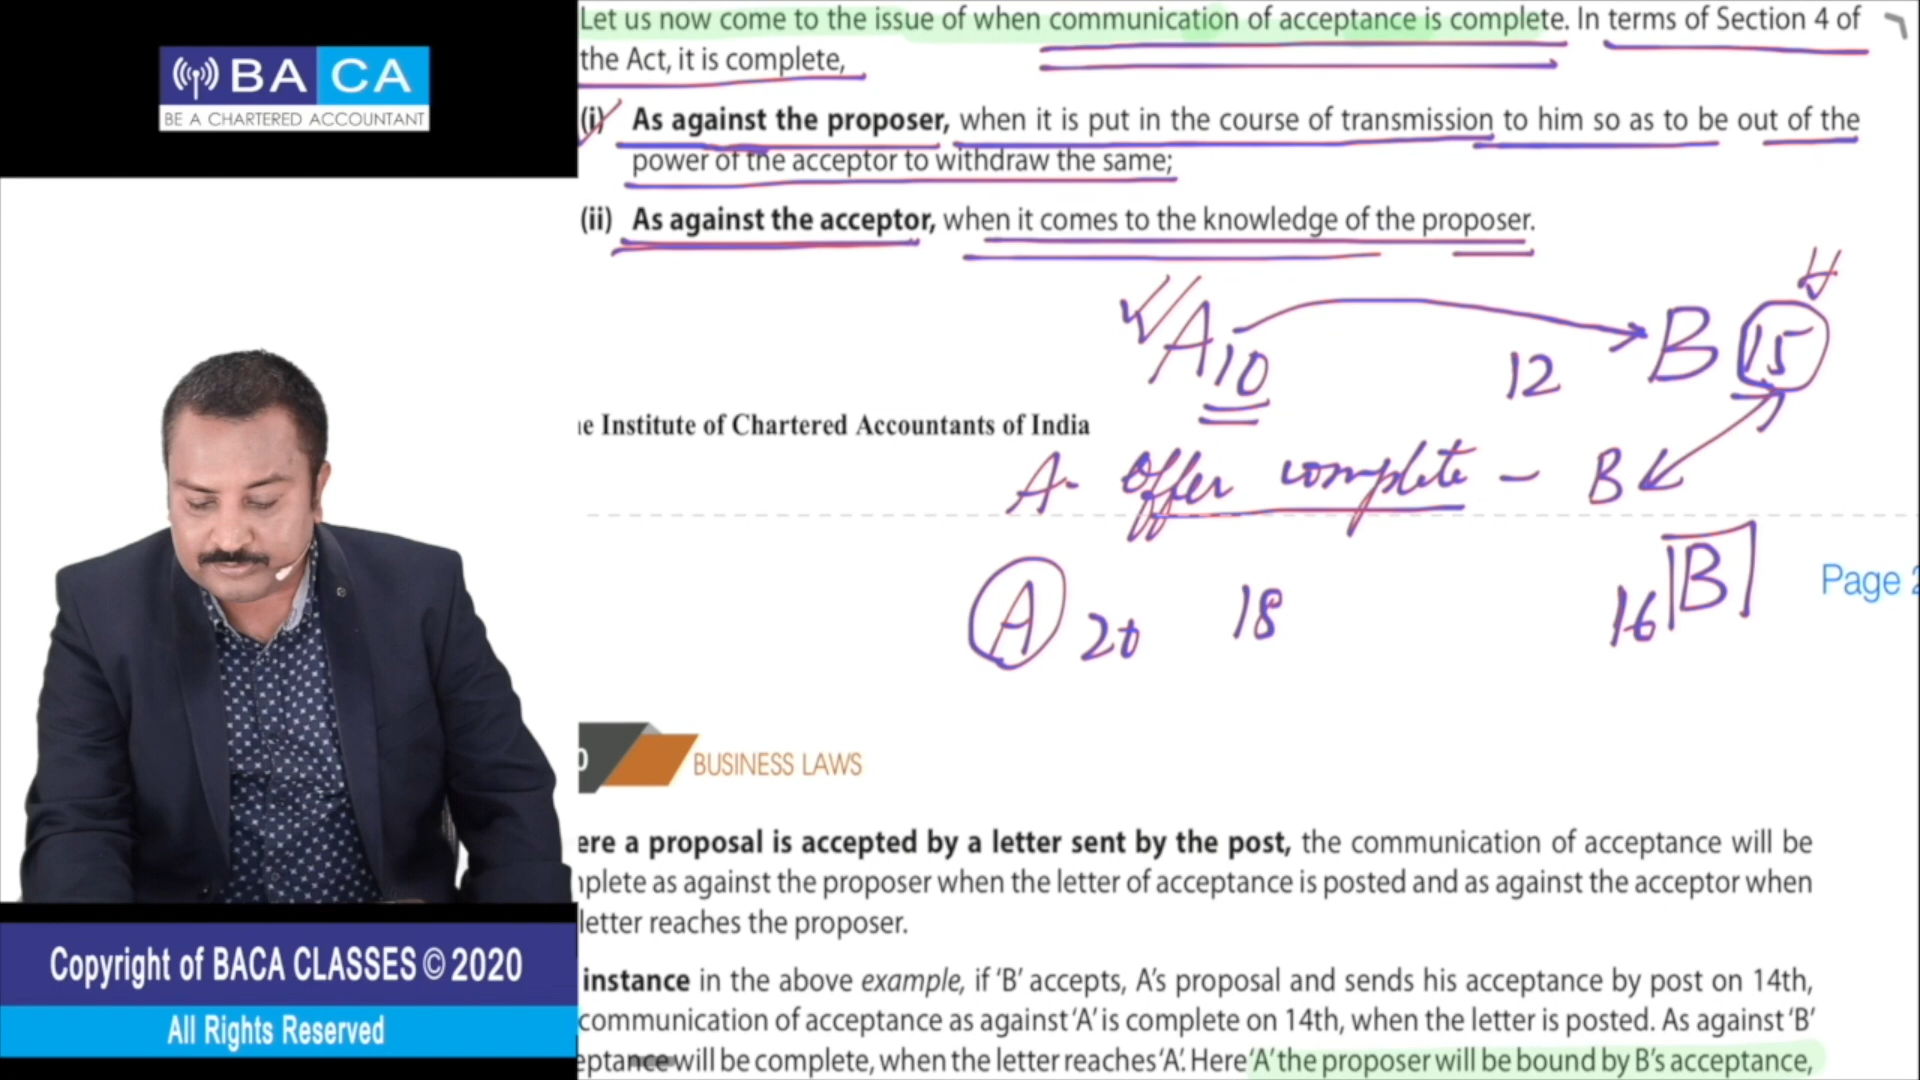 BA CA
BE A CHARTERED ACCOUNTANT
Let us now come to the issue of when communication of acceptance is complete. In terms of Section 4 of
the Act, it is complete,
(i) As against the proposer, when it is put in the course of transmission to him so as to be out of the
power of the acceptor to withdraw the same;
(ii) As against the acceptor, when it comes to the knowledge of the proposer.
A 10 12 B 15
e Institute of Chartered Accountants of India
A- Offer complete - B
A 20 18 16 B
Page 2
BUSINESS LAWS
ere a proposal is accepted by a letter sent by the post, the communication of acceptance will be
plete as against the proposer when the letter of acceptance is posted and as against the acceptor when
letter reaches the proposer.
instance in the above example, if 'B' accepts, A's proposal and sends his acceptance by post on 14th,
communication of acceptance as against 'A' is complete on 14th, when the letter is posted. As against 'B'
eptance will be complete, when the letter reaches 'A'. Here 'A' the proposer will be bound by B's acceptance,
Copyright of BACA CLASSES © 2020
All Rights Reserved